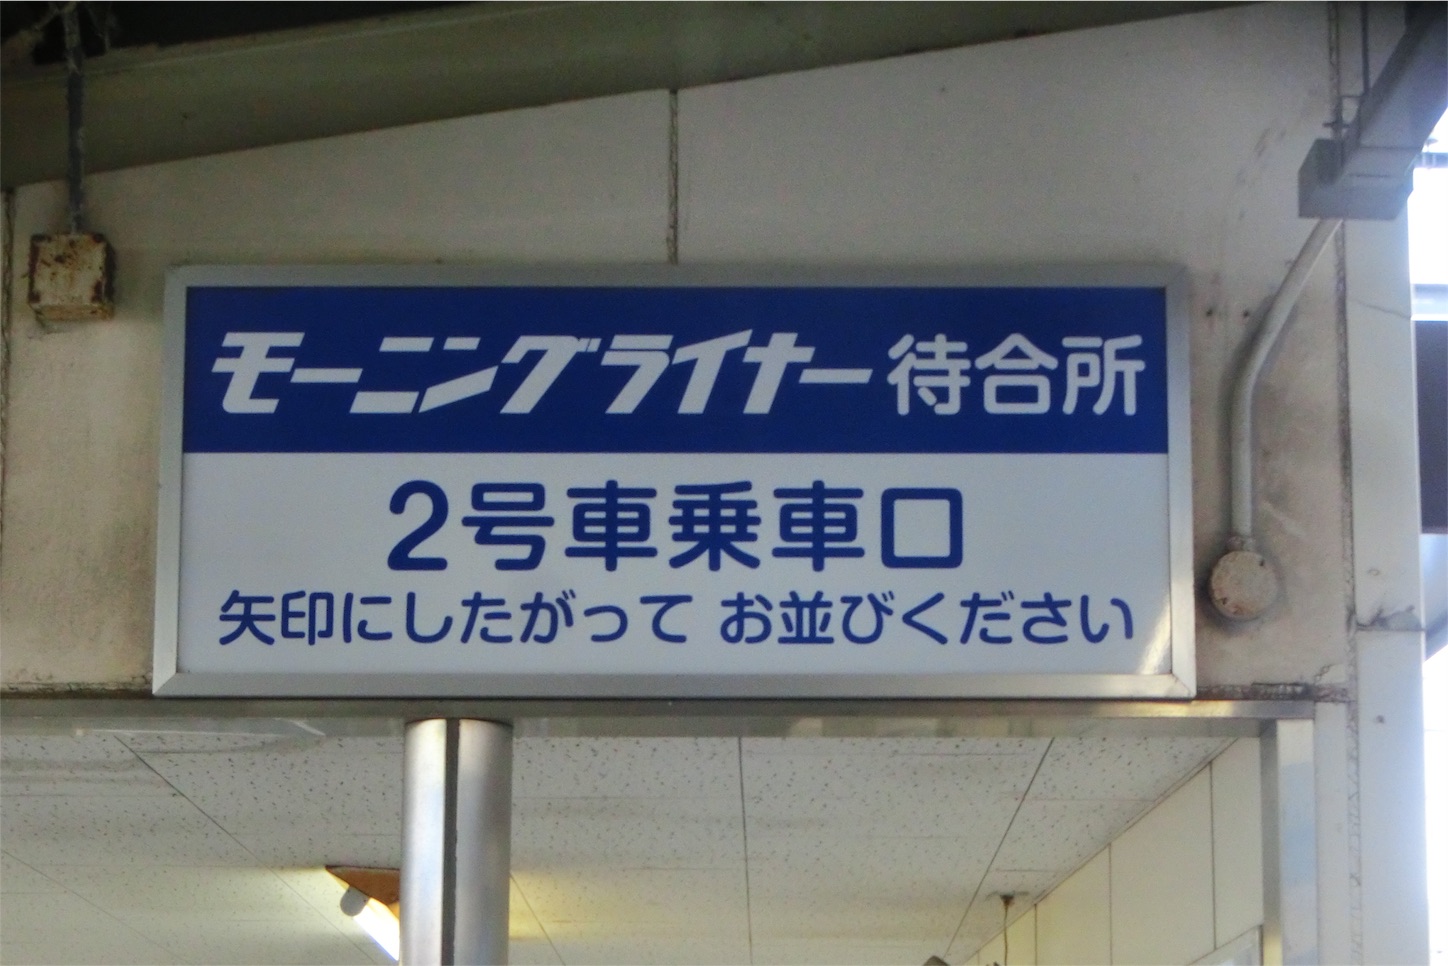 モーニングライナー待合所
2号車乗車口
矢印にしたがって お並びください